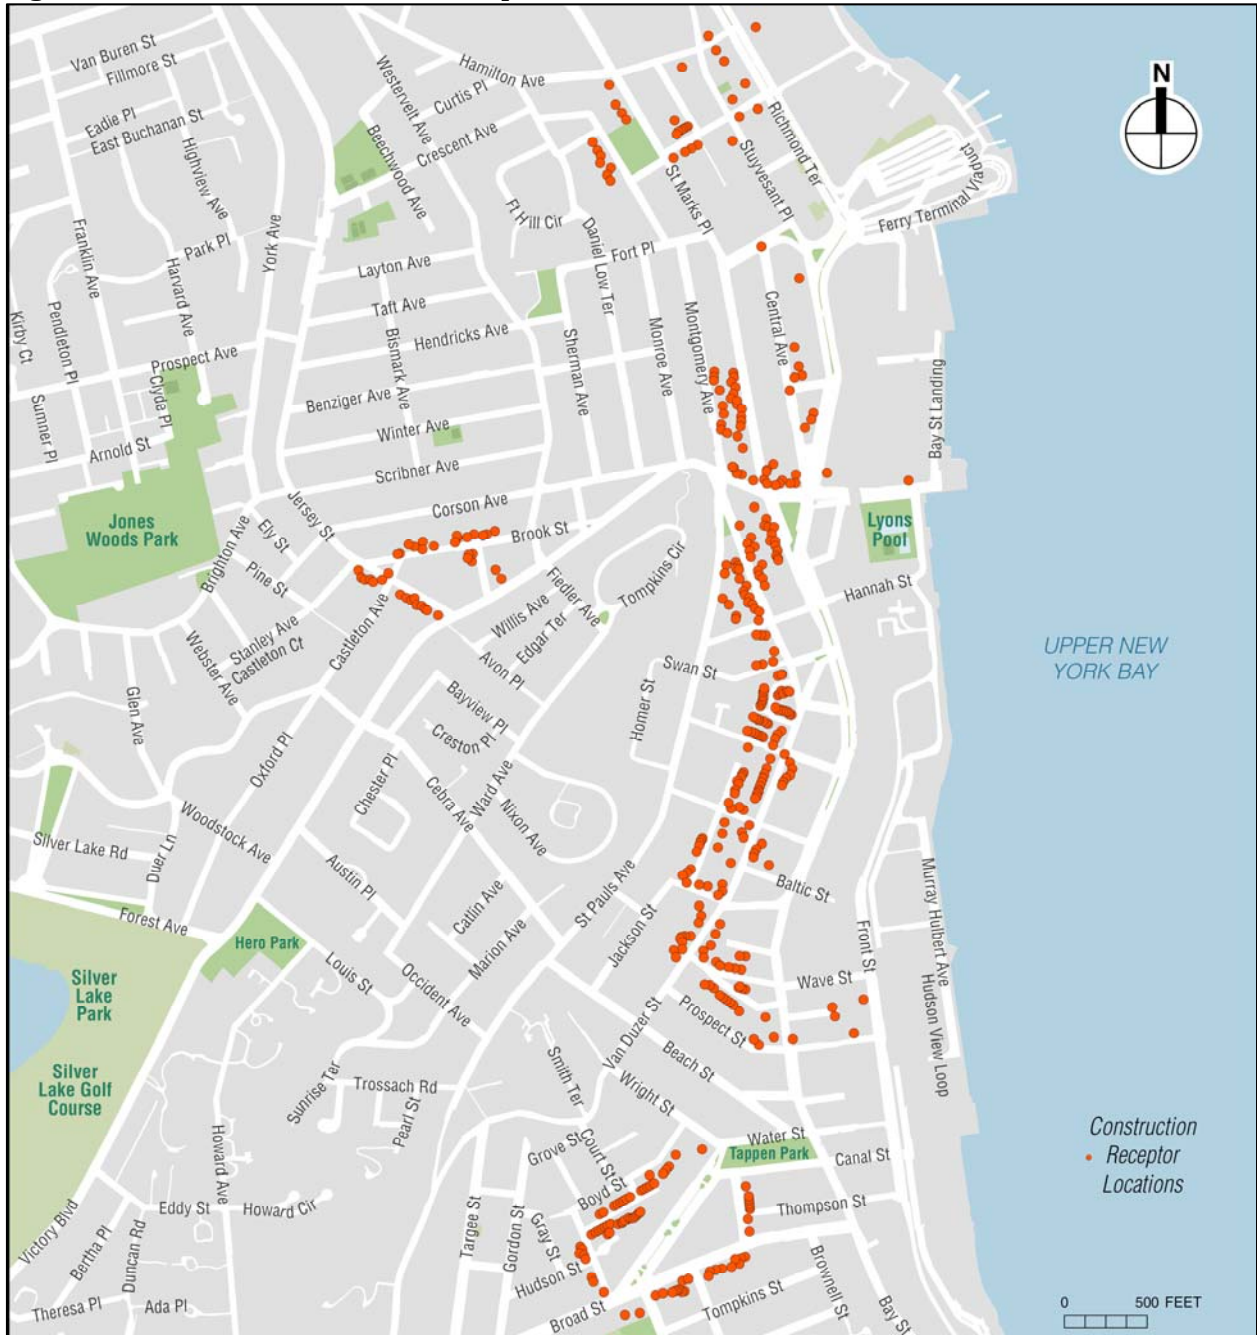 Van Buren St
Fillmore St
Hamilton Ave
Westervelt Ave
Curtis Pl
Eadie Pl
East Buchanan St
Highview Ave
Beechwood Ave
Crescent Ave
Richmond Ter
Stuyvesant Pl
St Marks Pl
Ferry Terminal Viaduct
N
Franklin Ave
Park Pl
York Ave
Ft Hill Cir
Daniel Low Ter
Fort Pl
Layton Ave
Harvard Ave
Taft Ave
Pendleton Pl
Kirby Ct
Hendricks Ave
Bismark Ave
Sherman Ave
Monroe Ave
Montgomery Ave
Central Ave
Prospect Ave
Clyde Pl
Benziger Ave
Sumner Pl
Arnold St
Winter Ave
Bay St Landing
Scribner Ave
Jersey St
Corson Ave
Brook St
Jones
Woods Park
Ely St
Brighton Ave
Lyons
Pool
Pine St
Castleton Ave
Fiedler Ave
Tompkins Cir
Hannah St
Willis Ave
Edgar Ter
Stanley Ave
Castleton Ct
Webster Ave
Avon Pl
Swan St
UPPER NEW
YORK BAY
Glen Ave
Bayview Pl
Homer St
Creston Pl
Oxford Pl
Chester Pl
Cebra Ave
Ward Ave
Nixon Ave
Woodstock Ave
Silver Lake Rd
Duer Ln
Austin Pl
Catlin Ave
St Pauls Ave
Baltic St
Murray Hulbert Ave
Forest Ave
Hero Park
Marion Ave
Jackson St
Front St
Silver
Lake
Park
Louis St
Occident Ave
Wave St
Hudson View Loop
Prospect St
Van Duzer St
Silver
Lake Golf
Course
Sunrise Ter
Trossach Rd
Pearl St
Smith Ter
Beach St
Wright St
Howard Ave
Grove St
Court St
Water St
Tappen Park
Canal St
Construction
Receptor
Locations
Boyd St
Eddy St
Howard Cir
Thompson St
Victory Blvd
Bertha Pl
Duncan Rd
Targee St
Gordon St
Gray St
Hudson St
Brownell St
Bay St
Theresa Pl
Ada Pl
Broad St
Tompkins St
0 500 FEET